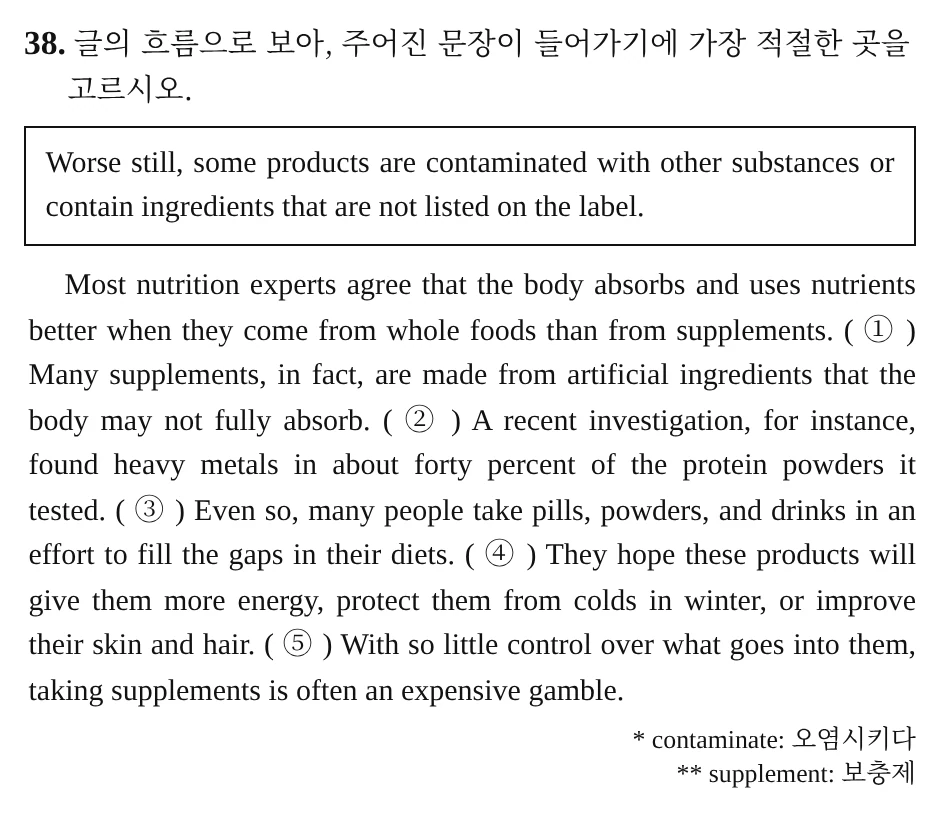 38. 글의 흐름으로 보아, 주어진 문장이 들어가기에 가장 적절한 곳을
고르시오.
Worse still, some products are contaminated with other substances or
contain ingredients that are not listed on the label.
Most nutrition experts agree that the body absorbs and uses nutrients
better when they come from whole foods than from supplements. ( ① )
Many supplements, in fact, are made from artificial ingredients that the
body may not fully absorb. ( ② ) A recent investigation, for instance,
found heavy metals in about forty percent of the protein powders it
tested. ( ③ ) Even so, many people take pills, powders, and drinks in an
effort to fill the gaps in their diets. ( ④ ) They hope these products will
give them more energy, protect them from colds in winter, or improve
their skin and hair. ( ⑤ ) With so little control over what goes into them,
taking supplements is often an expensive gamble.
* contaminate: 오염시키다
** supplement: 보충제